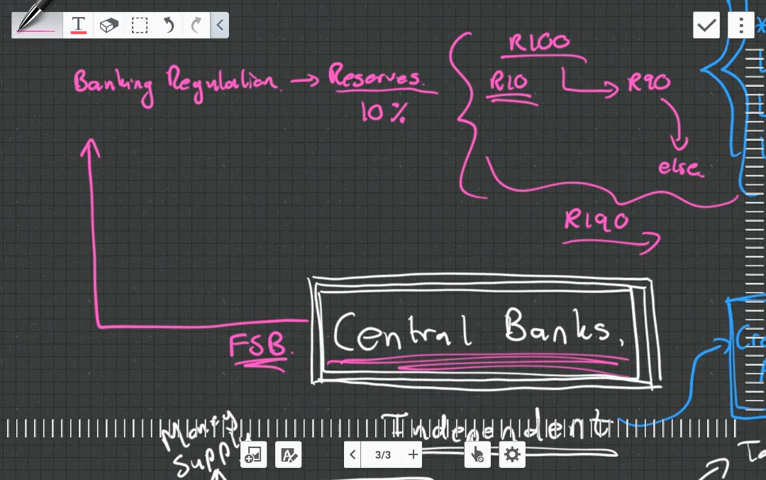 R100
Banking Regulation → Reserves.
R10 → R90
10%
else
R190
Central Banks.
FSB.
Independent
Money
Supply
3/3